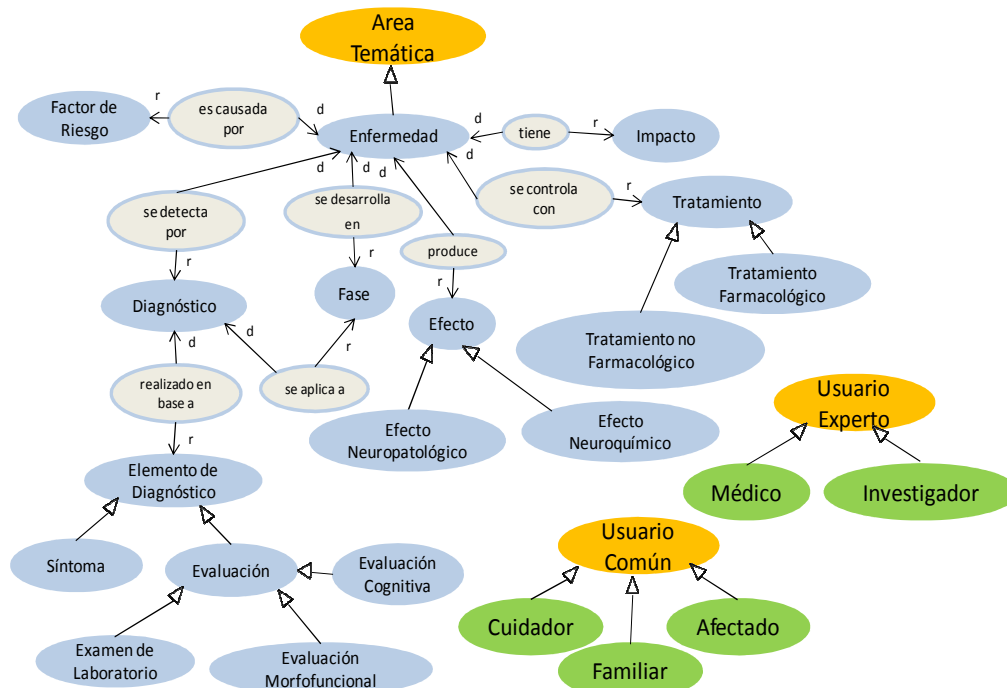 Area
Temática
Factor de
Riesgo
r
es causada
por
d
Enfermedad
d
tiene
r
Impacto
d
d
d
d
se controla
con
r
Tratamiento
se detecta
por
se desarrolla
en
produce
r
r
r
Tratamiento
Farmacológico
Diagnóstico
Fase
Efecto
Tratamiento no
Farmacológico
d
d
r
realizado en
base a
se aplica a
r
Efecto
Neuropatológico
Efecto
Neuroquímico
Usuario
Experto
Médico
Investigador
Elemento de
Diagnóstico
Síntoma
Evaluación
Evaluación
Cognitiva
Usuario
Común
Cuidador
Familiar
Afectado
Examen de
Laboratorio
Evaluación
Morfofuncional